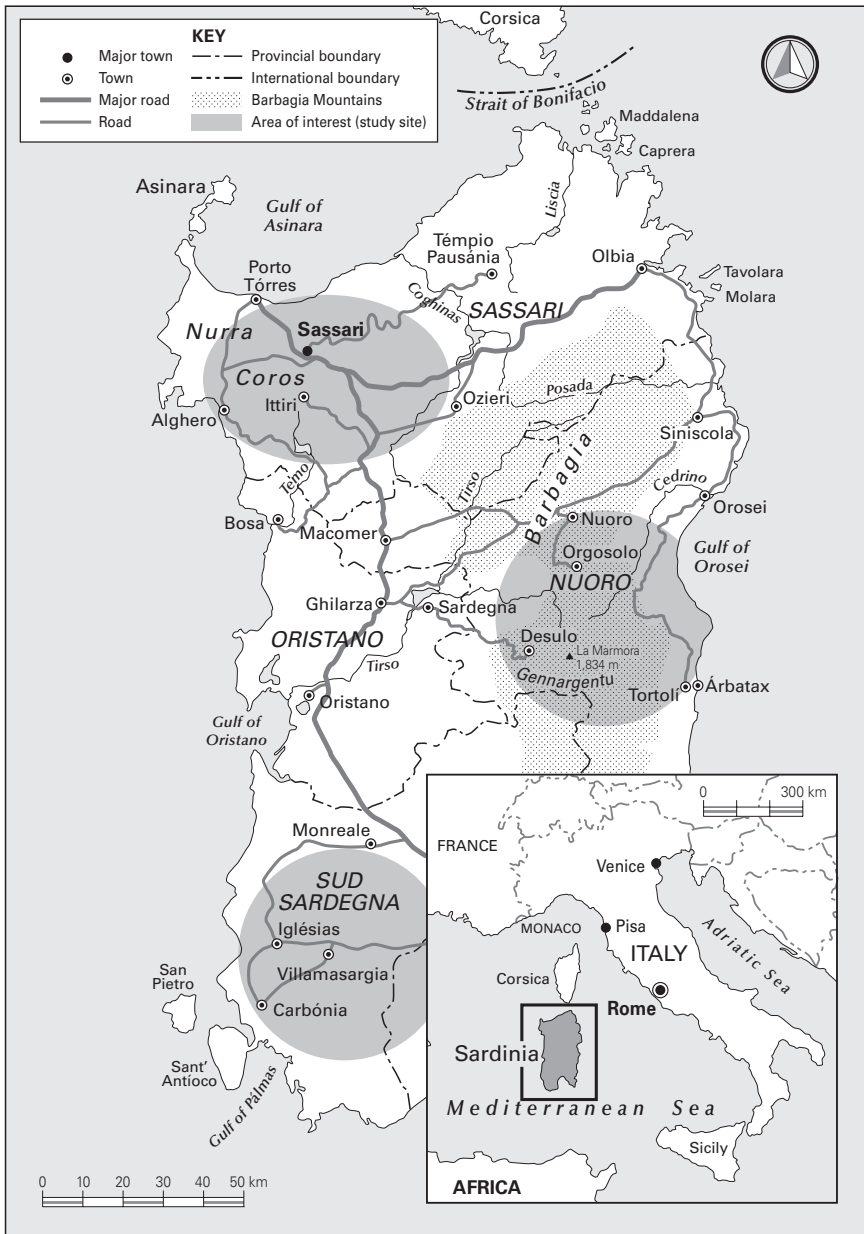 Corsica
KEY
Major town
Town
Major road
Road
Provincial boundary
International boundary
Barbagia Mountains
Area of interest (study site)
Strait of Bonifacio
Maddalena
Caprera
Asinara
Gulf of
Asinara
Liscia
Témpio
Pausánia
Olbia
Tavolara
Molara
Porto
Tórres
Coghinas
SASSARI
Nurra
Sassari
Coros
Ittiri
Ozieri
Posada
Alghero
Siniscola
Temo
Tirso
Barbagia
Cedrino
Orosei
Bosa
Nuoro
Macomer
Orgosolo
Gulf of
Orosei
NUORO
Ghilarza
Sardegna
ORISTANO
Desulo
La Marmora
1,834 m
Tirso
Gennargentu
Tortolí
Árbatax
Oristano
Gulf of
Oristano
Monreale
SUD
SARDEGNA
Iglésias
Villamasargia
San
Pietro
Carbónia
Sant'
Antíoco
Gulf of Pálmas
0 10 20 30 40 50 km
0 300 km
FRANCE
Venice
MONACO
Pisa
ITALY
Adriatic Sea
Corsica
Rome
Sardinia
Mediterranean Sea
Sicily
AFRICA